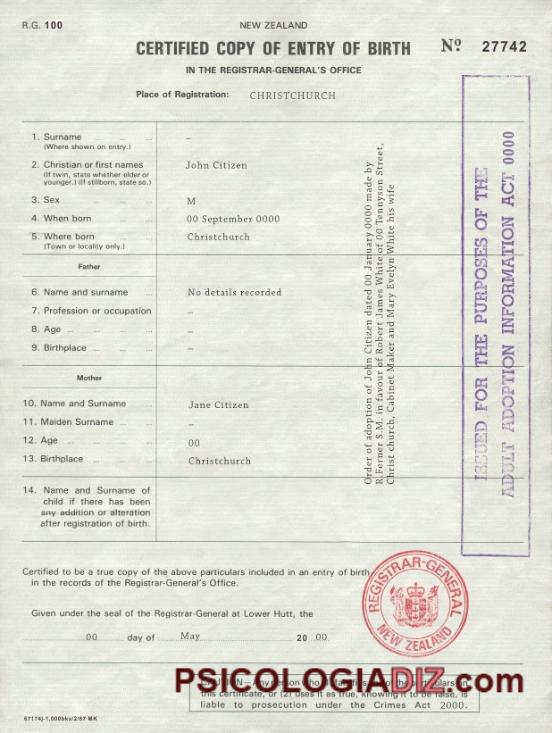 R.G. 100
NEW ZEALAND
CERTIFIED COPY OF ENTRY OF BIRTH
Nº 27742
IN THE REGISTRAR-GENERAL'S OFFICE
Place of Registration: CHRISTCHURCH
1. Surname ... ... ... –
(Where shown on entry.)
2. Christian or first names John Citizen
(If twin, state whether elder or
younger.) (If stillborn, state so.)
3. Sex ... ... ... M
4. When born ... ... 00 September 0000
5. Where born ... ... Christchurch
(Town or locality only.)
Father
6. Name and surname ... No details recorded
7. Profession or occupation –
8. Age ... ... ... –
9. Birthplace ... ... –
Mother
10. Name and Surname ... Jane Citizen
11. Maiden Surname ... ... –
12. Age ... ... ... 00
13. Birthplace ... ... Christchurch
14. Name and Surname of
child if there has been
any addition or alteration
after registration of birth.
Order of adoption of John Citizen dated 00 January 0000 made by
R. Ferner S.M. in favour of Robert James White of 00 Tennyson Street,
Christ church, Cabinet Maker and Mary Evelyn White his wife
ISSUED FOR THE PURPOSES OF THE
ADULT ADOPTION INFORMATION ACT 0000
Certified to be a true copy of the above particulars included in an entry of birth
in the records of the Registrar-General's Office.
REGISTRAR-GENERAL
NEW ZEALAND
Given under the seal of the Registrar-General at Lower Hutt, the
00 day of May 20 00
PSICOLOGIADIZ.com
CAUTION—Any person who (1) falsifies any of the particulars on
this certificate, or (2) uses it as true, knowing it to be false, is
liable to prosecution under the Crimes Act 2000.
67174J-1,000bks/2/87 MK